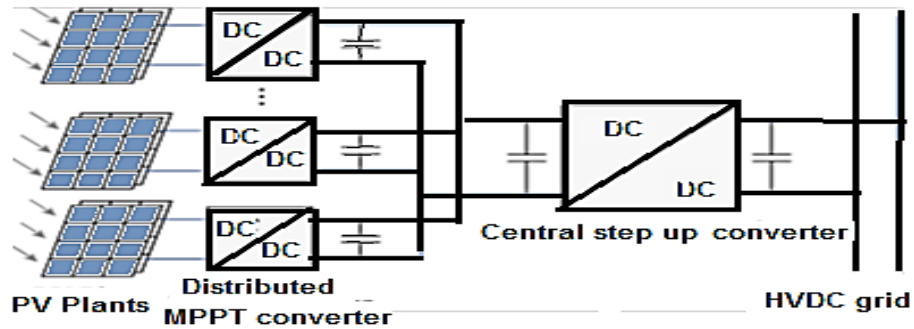 DC
DC
DC
DC
DC
DC
DC
DC
Central step up converter
PV Plants
Distributed
MPPT converter
HVDC grid